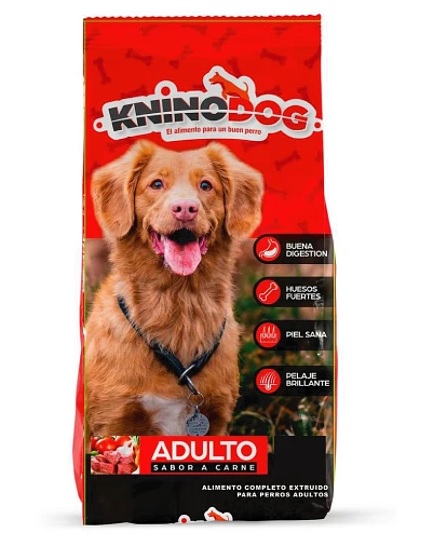 KNINODOG
El alimento para un buen perro
BUENA
DIGESTION
HUESOS
FUERTES
PIEL SANA
PELAJE
BRILLANTE
ADULTO
SABOR A CARNE
ALIMENTO COMPLETO EXTRUIDO
PARA PERROS ADULTOS